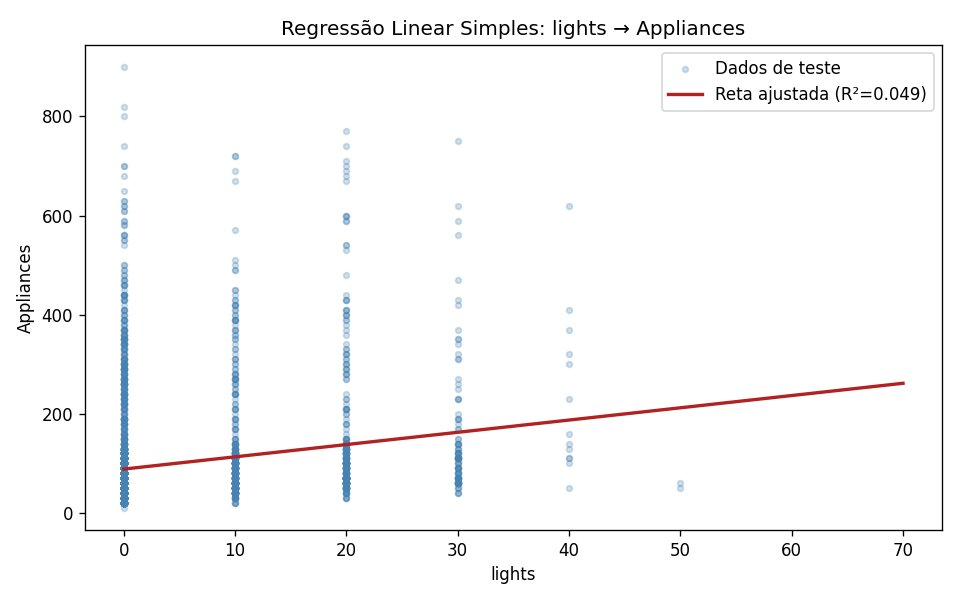 Regressão Linear Simples: lights → Appliances
Dados de teste
Reta ajustada (R²=0.049)
800
600
400
200
0
Appliances
0 10 20 30 40 50 60 70
lights